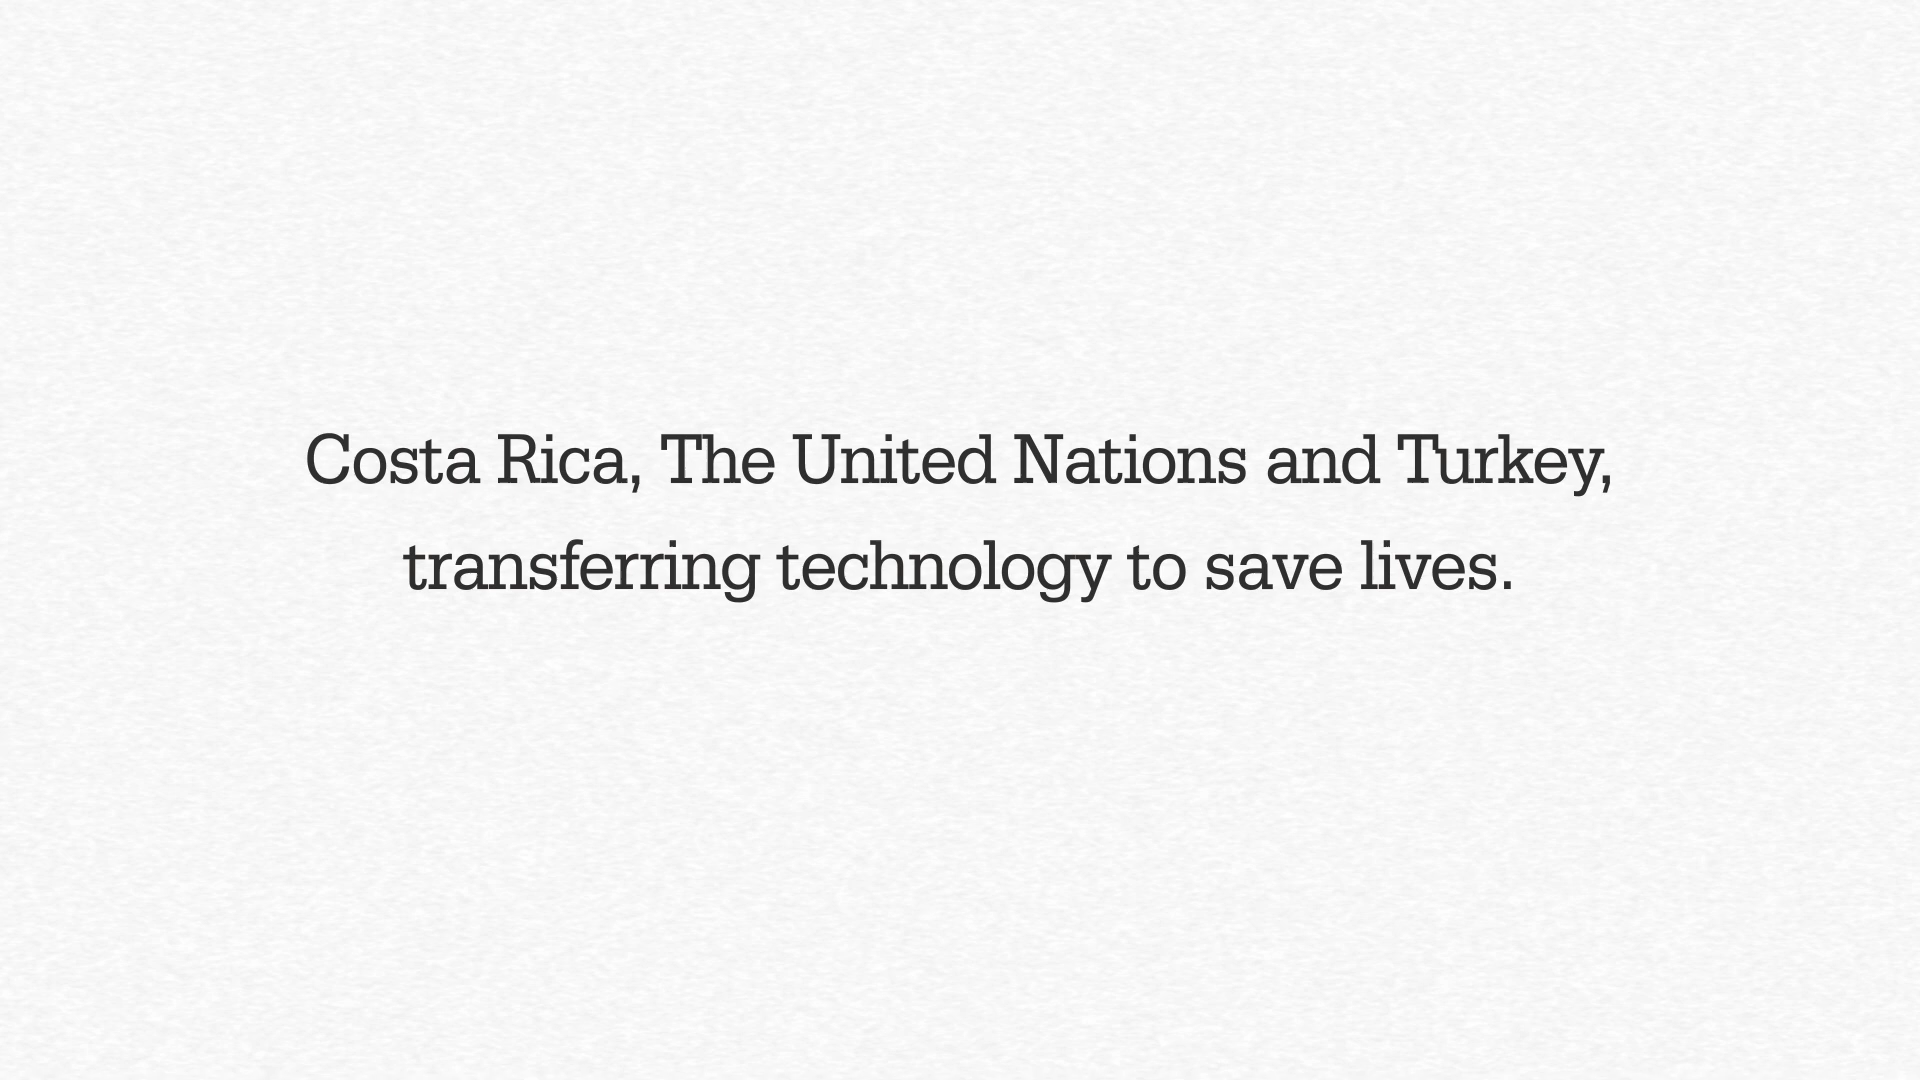 Costa Rica, The United Nations and Turkey,
transferring technology to save lives.